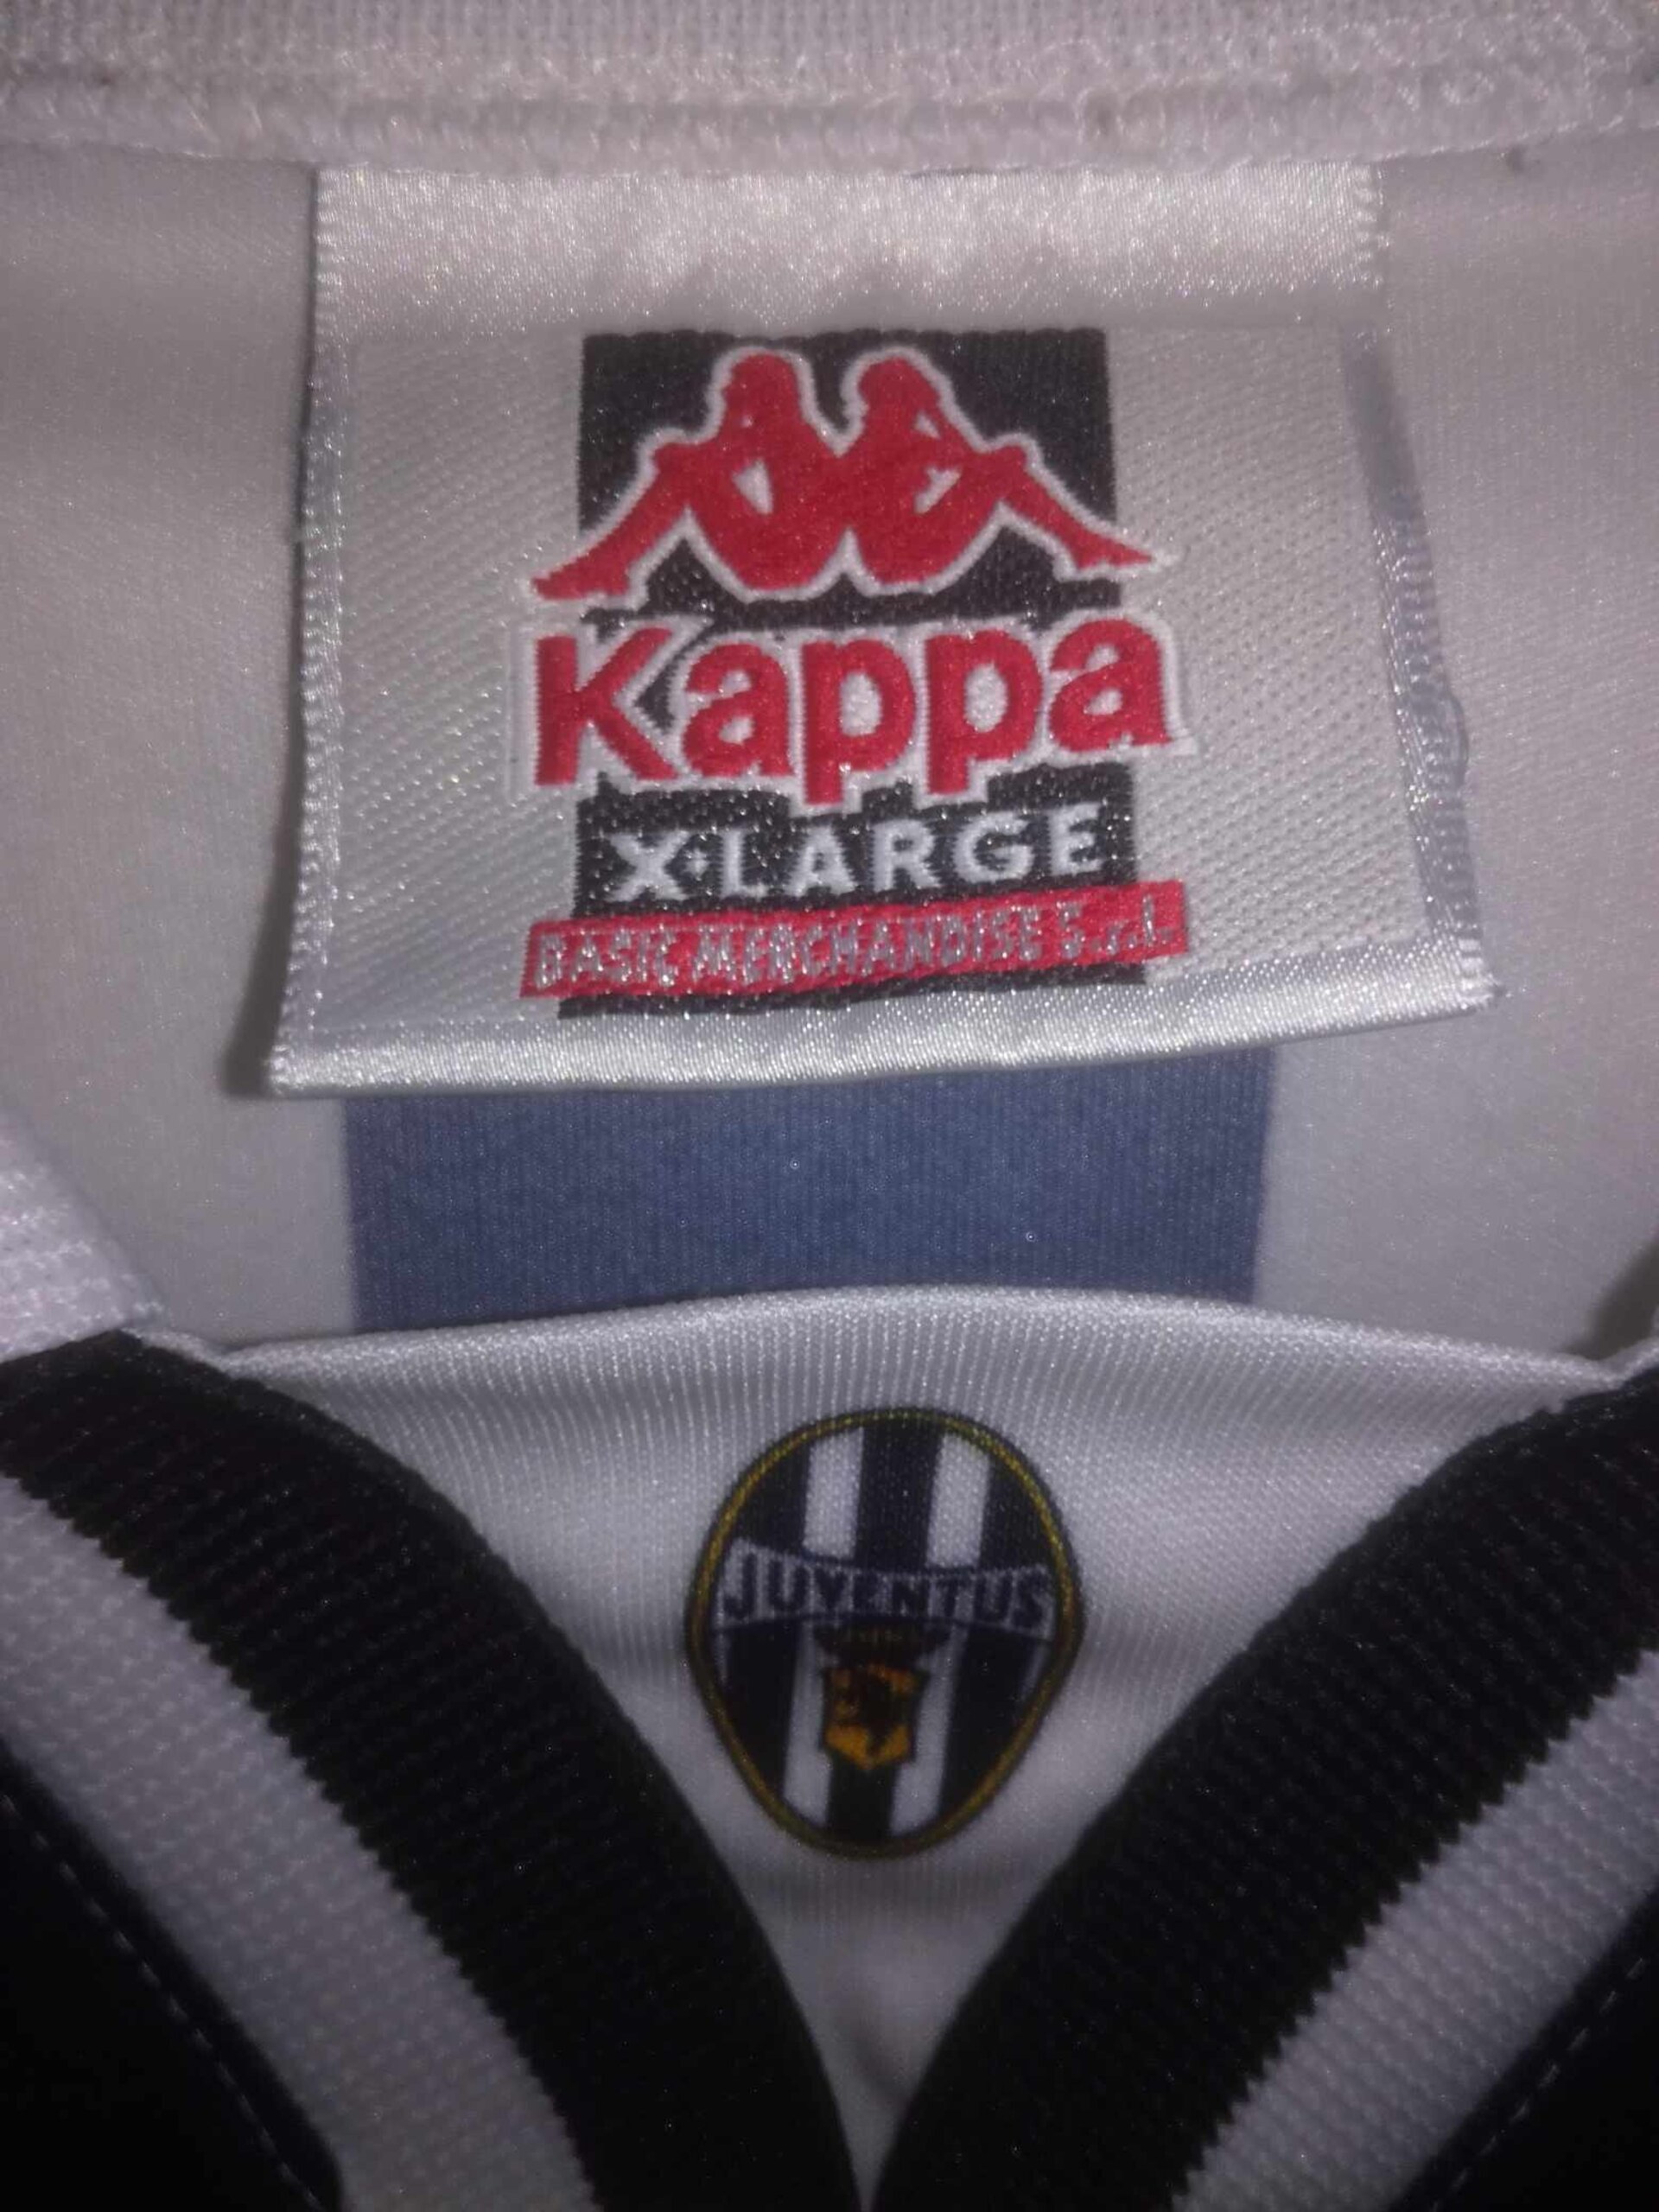 Kappa
X-LARGE
BASIC MERCHANDISE S.r.l.
JUVENTUS